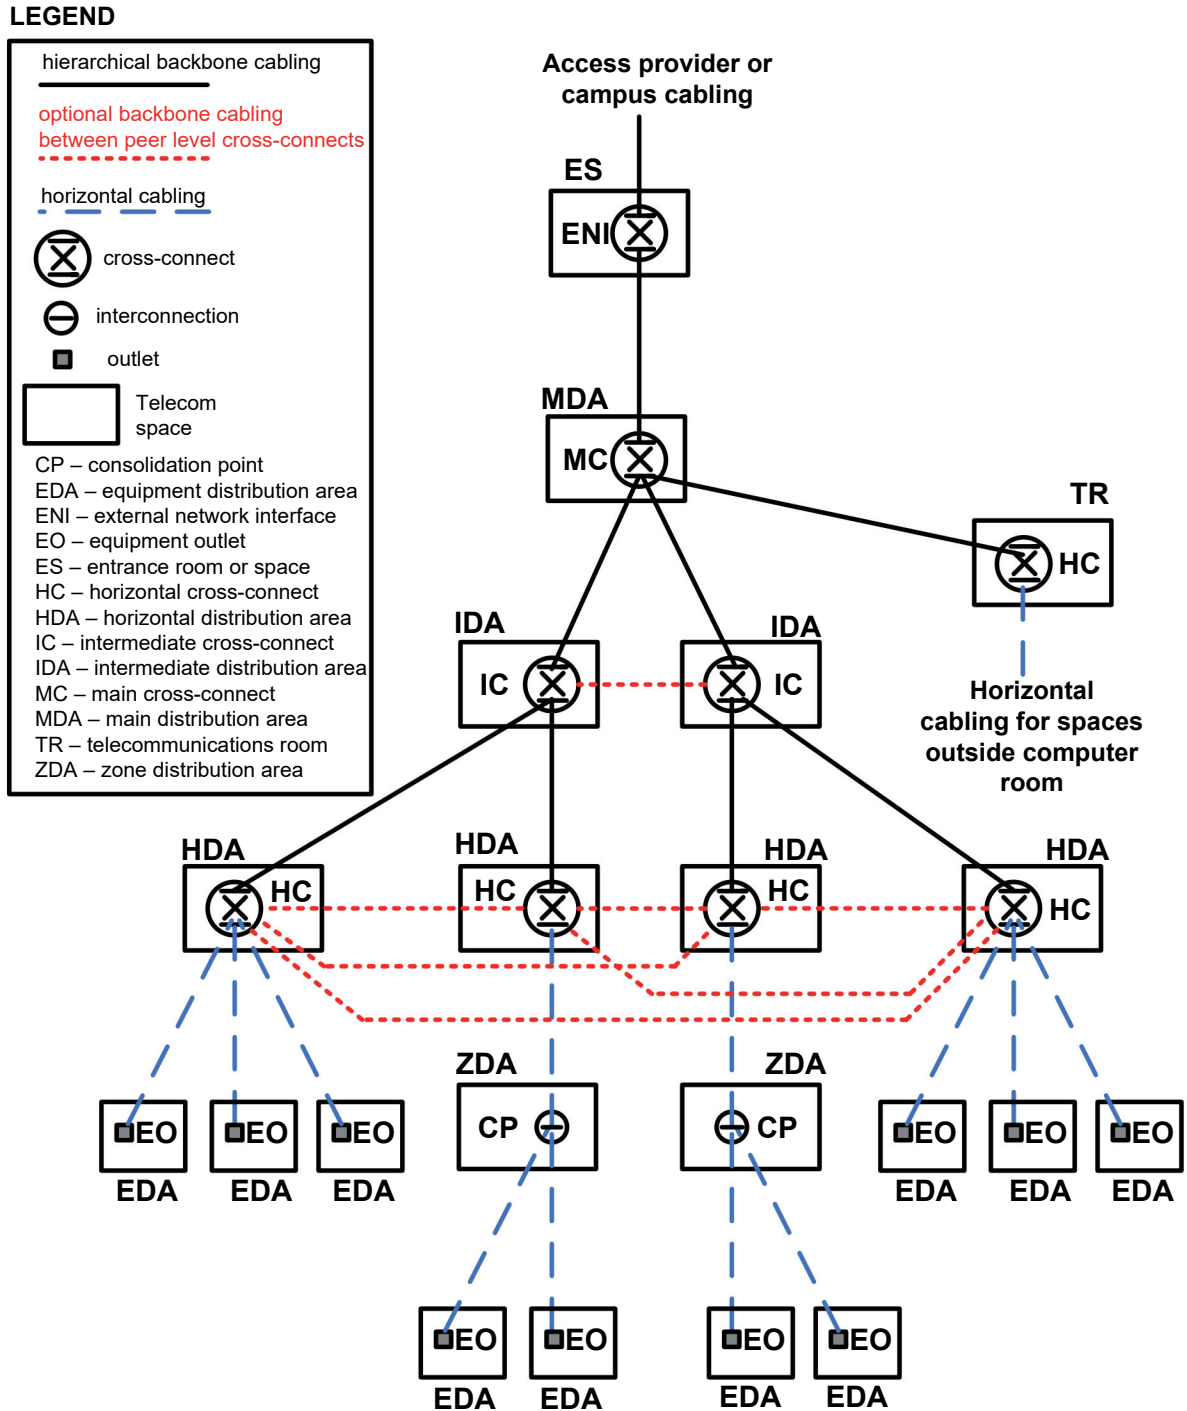 LEGEND
hierarchical backbone cabling
optional backbone cabling
between peer level cross-connects
horizontal cabling
cross-connect
interconnection
outlet
Telecom
space
CP – consolidation point
EDA – equipment distribution area
ENI – external network interface
EO – equipment outlet
ES – entrance room or space
HC – horizontal cross-connect
HDA – horizontal distribution area
IC – intermediate cross-connect
IDA – intermediate distribution area
MC – main cross-connect
MDA – main distribution area
TR – telecommunications room
ZDA – zone distribution area
Access provider or
campus cabling
ES
ENI
MDA
MC
TR
HC
IDA
IDA
IC
IC
Horizontal
cabling for spaces
outside computer
room
HDA
HDA
HDA
HDA
HC
HC
HC
HC
ZDA
ZDA
CP
CP
EO
EO
EO
EO
EO
EO
EDA
EDA
EDA
EDA
EDA
EDA
EO
EO
EO
EO
EDA
EDA
EDA
EDA